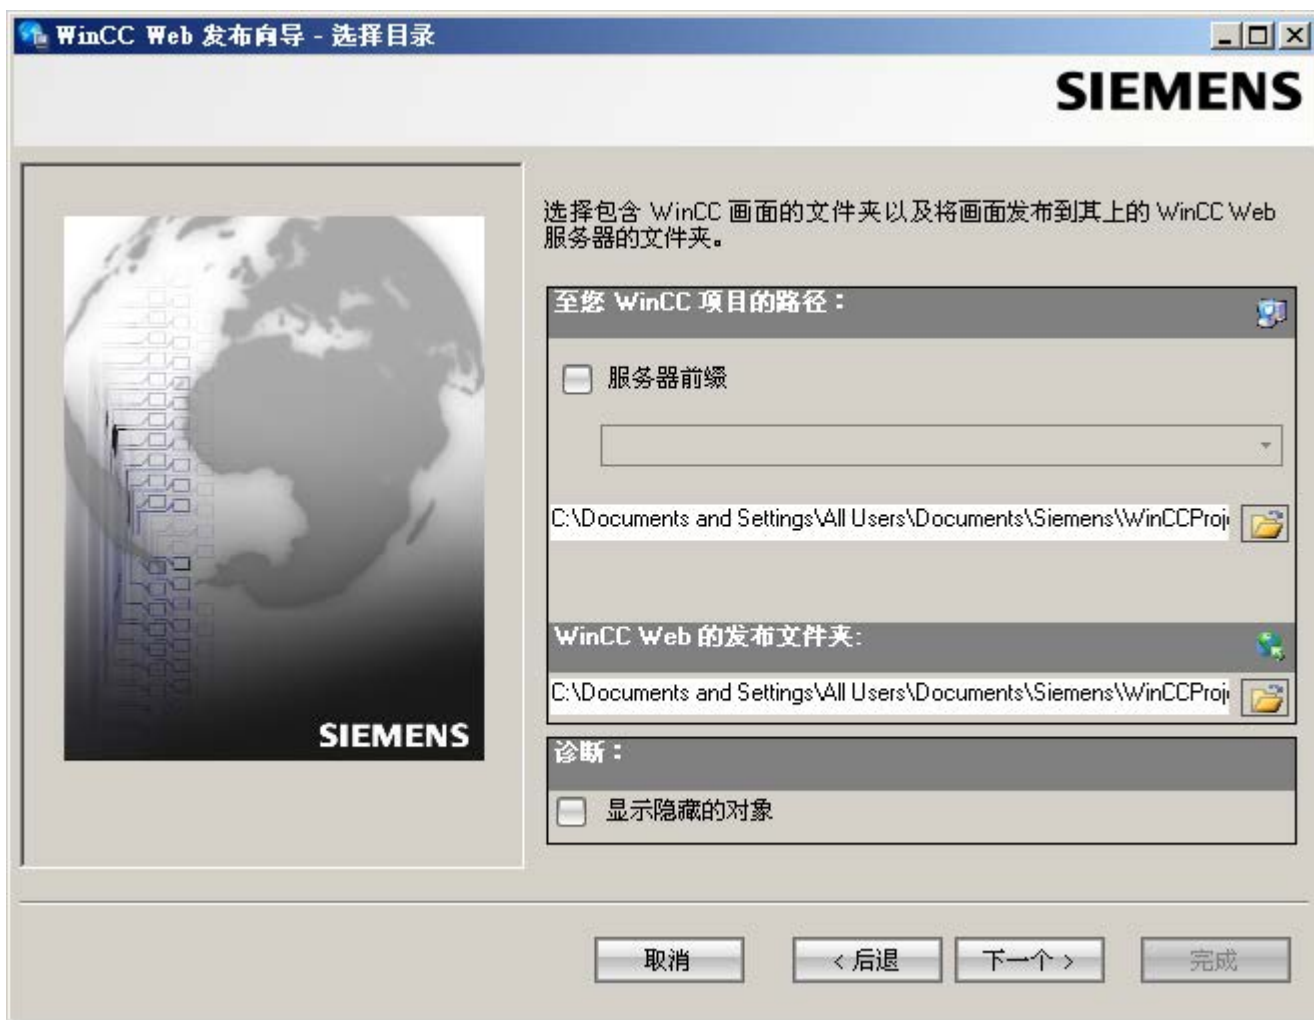 WinCC Web 发布向导 - 选择目录
SIEMENS
选择包含 WinCC 画面的文件夹以及将画面发布到其上的 WinCC Web
服务器的文件夹。
至您 WinCC 项目的路径：
服务器前缀
C:\Documents and Settings\All Users\Documents\Siemens\WinCCProj
WinCC Web 的发布文件夹:
C:\Documents and Settings\All Users\Documents\Siemens\WinCCProj
SIEMENS
诊断：
显示隐藏的对象
取消
< 后退
下一个 >
完成